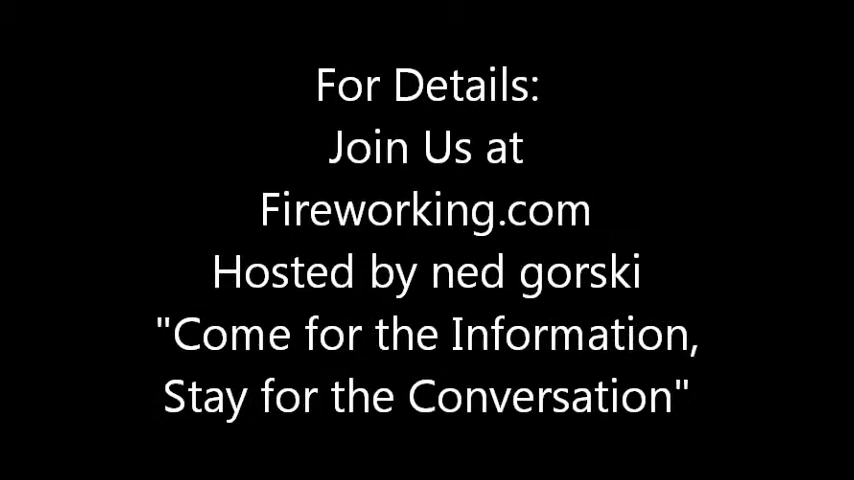 For Details:
Join Us at
Fireworking.com
Hosted by ned gorski
"Come for the Information,
Stay for the Conversation"